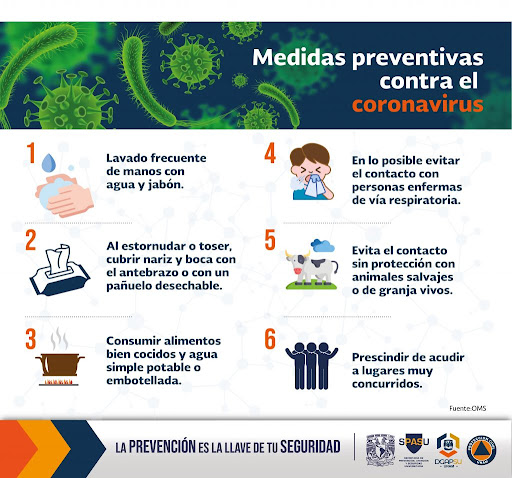 Medidas preventivas
contra el
coronavirus
1
Lavado frecuente
de manos con
agua y jabón.
2
Al estornudar o toser,
cubrir nariz y boca con
el antebrazo o con un
pañuelo desechable.
3
Consumir alimentos
bien cocidos y agua
simple potable o
embotellada.
4
En lo posible evitar
el contacto con
personas enfermas
de vía respiratoria.
5
Evita el contacto
sin protección con
animales salvajes
o de granja vivos.
6
Prescindir de acudir
a lugares muy
concurridos.
Fuente:OMS
LA PREVENCIÓN ES LA LLAVE DE TU SEGURIDAD
SPASU
DGAPSU
UNAM